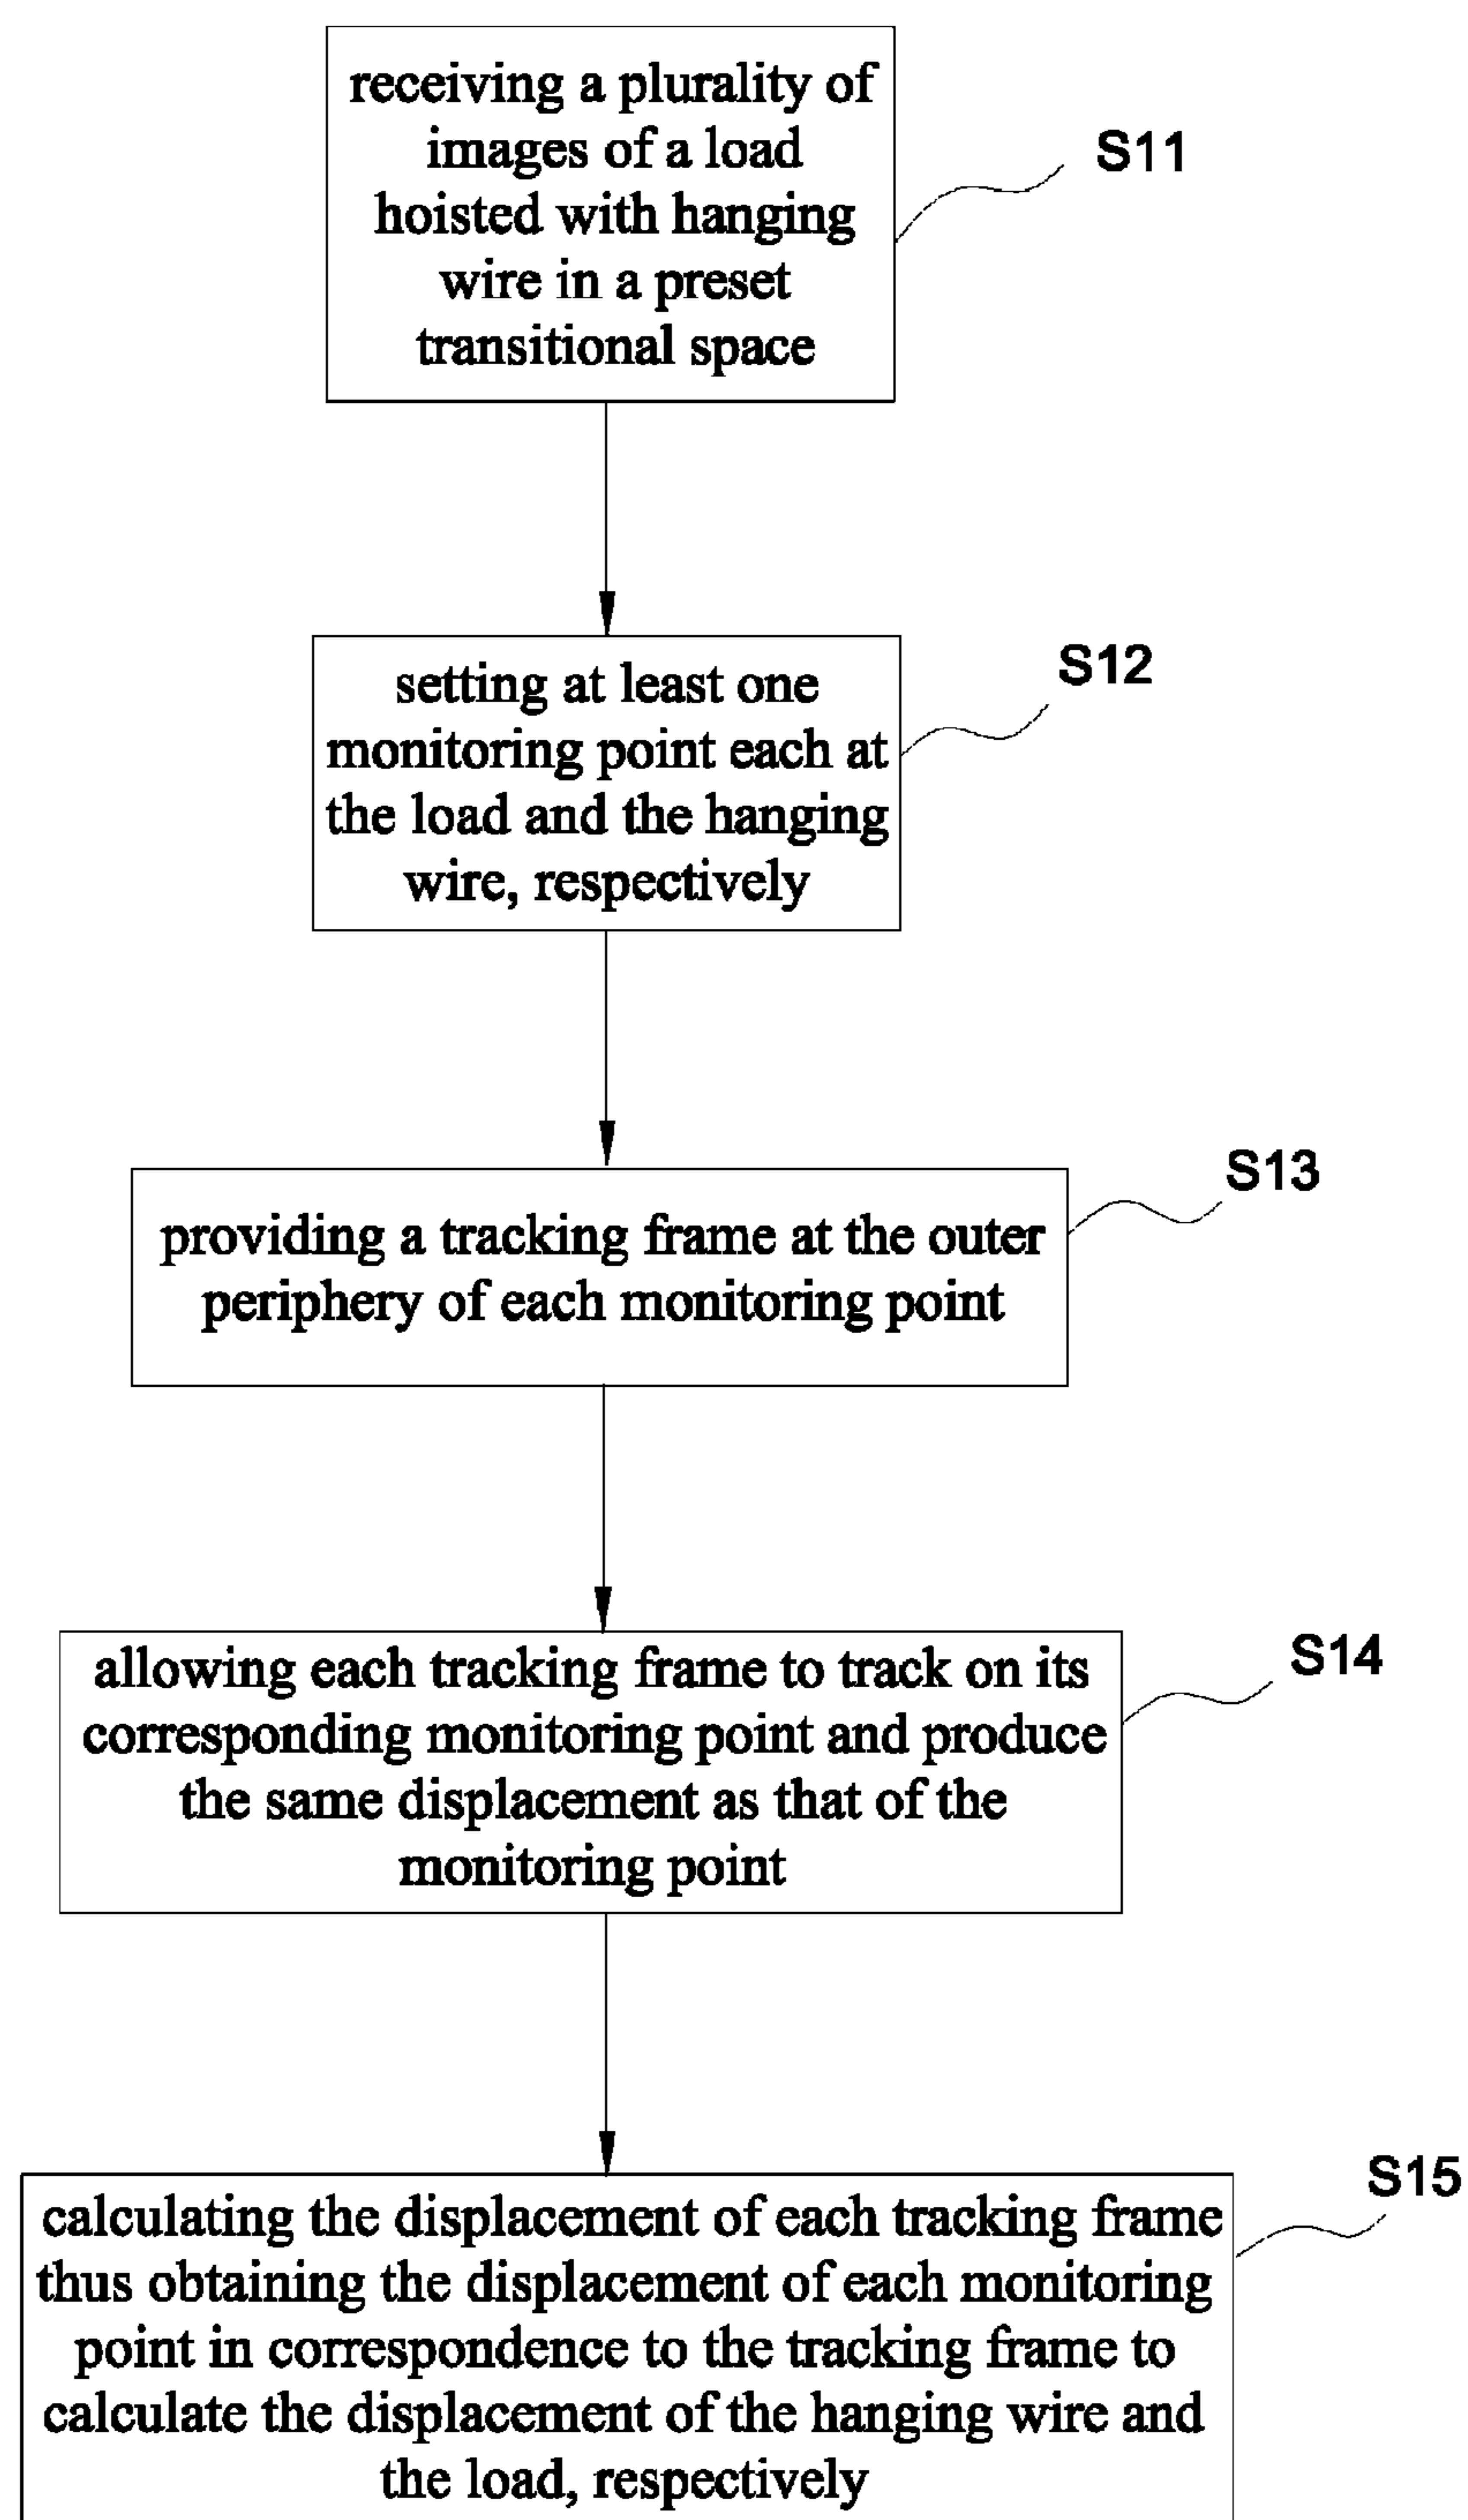 receiving a plurality of
images of a load
hoisted with hanging
wire in a preset
transitional space
S11
setting at least one
monitoring point each at
the load and the hanging
wire, respectively
S12
providing a tracking frame at the outer
periphery of each monitoring point
S13
allowing each tracking frame to track on its
corresponding monitoring point and produce
the same displacement as that of the
monitoring point
S14
calculating the displacement of each tracking frame
thus obtaining the displacement of each monitoring
point in correspondence to the tracking frame to
calculate the displacement of the hanging wire and
the load, respectively
S15